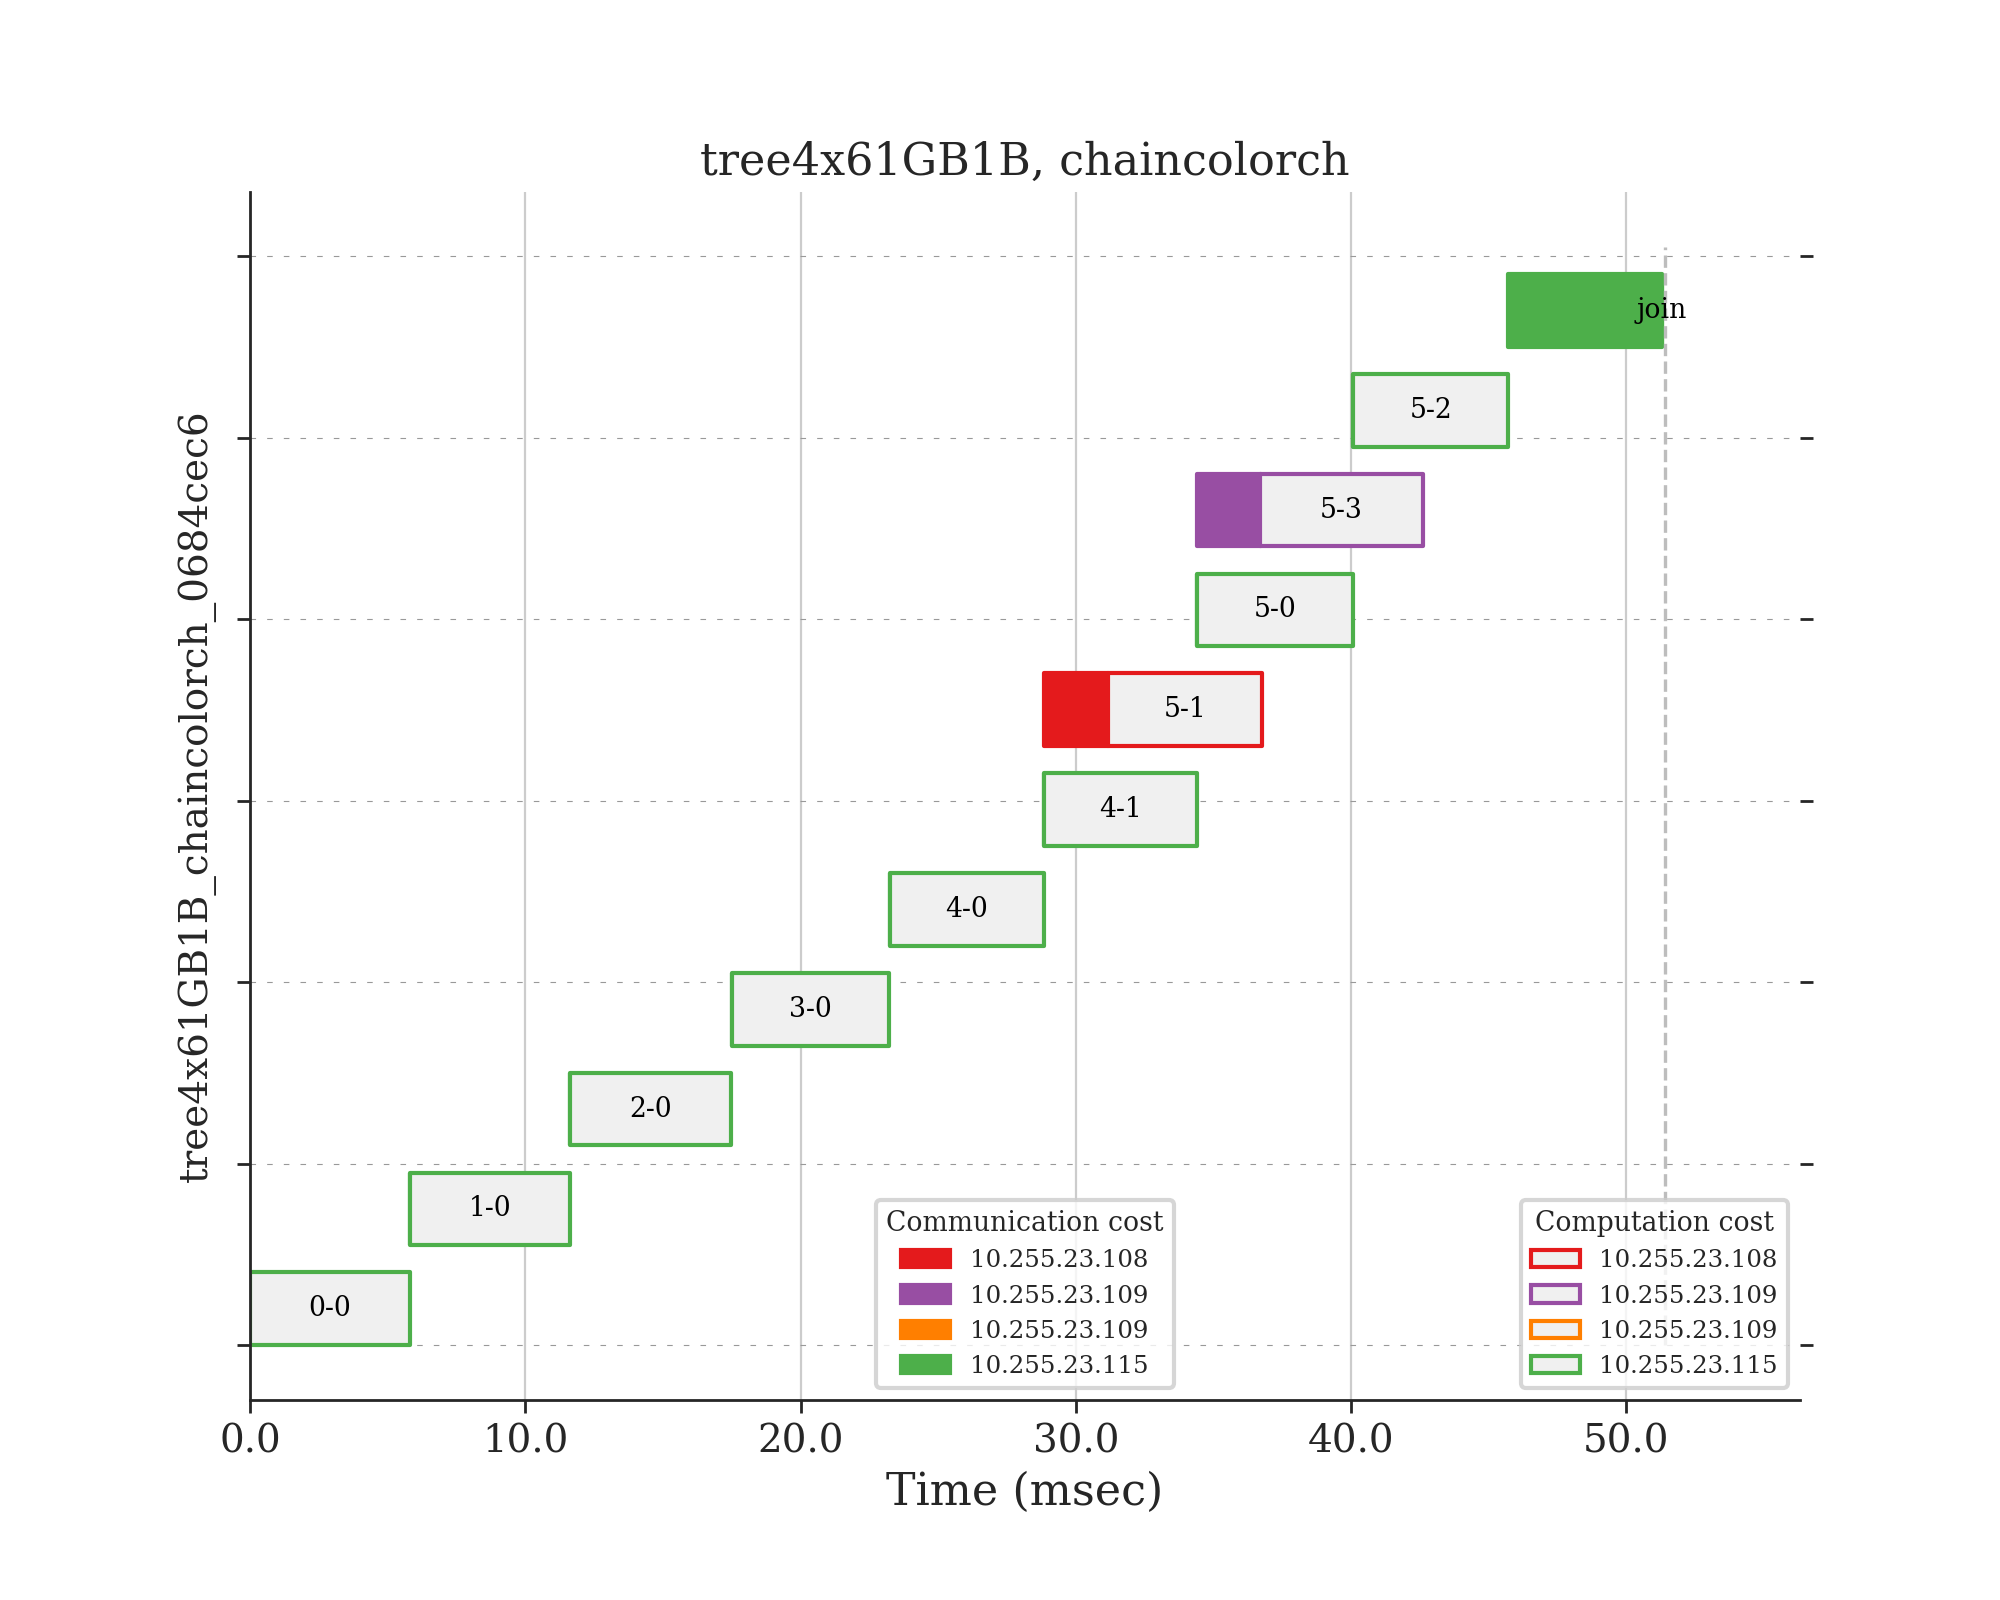 tree4x61GB1B, chaincolorch
tree4x61GB1B_chaincolorch_0684cec6
join
5-2
5-3
5-0
5-1
4-1
4-0
3-0
2-0
1-0
0-0
Communication cost
10.255.23.108
10.255.23.109
10.255.23.109
10.255.23.115
Computation cost
10.255.23.108
10.255.23.109
10.255.23.109
10.255.23.115
0.0 10.0 20.0 30.0 40.0 50.0
Time (msec)